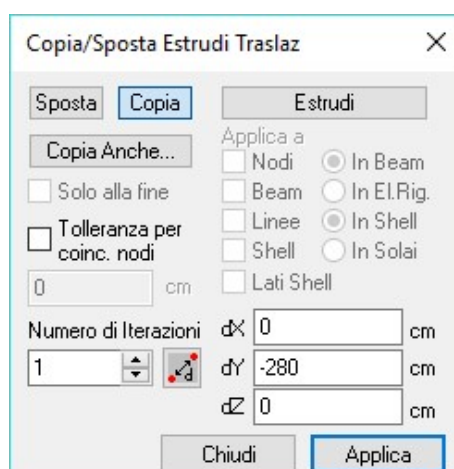 Copia/Sposta Estrudi Traslaz
Sposta Copia Estrudi
Copia Anche...
Applica a
Nodi In Beam
Solo alla fine
Beam In El.Rig.
Tolleranza per
coinc. nodi
Linee In Shell
Shell In Solai
0 cm
Lati Shell
Numero di Iterazioni
dX 0 cm
1
d
dY -280 cm
dZ 0 cm
Chiudi Applica